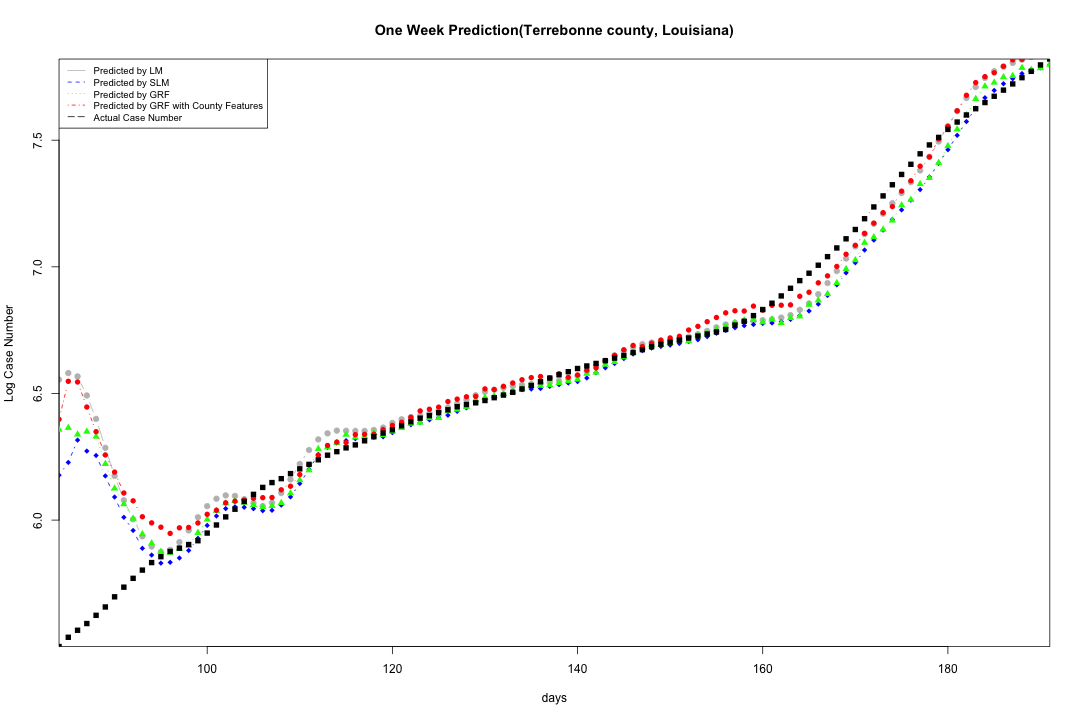 One Week Prediction(Terrebonne county, Louisiana)
Predicted by LM
Predicted by SLM
Predicted by GRF
Predicted by GRF with County Features
Actual Case Number
Log Case Number
7.5
7.0
6.5
6.0
100 120 140 160 180
days